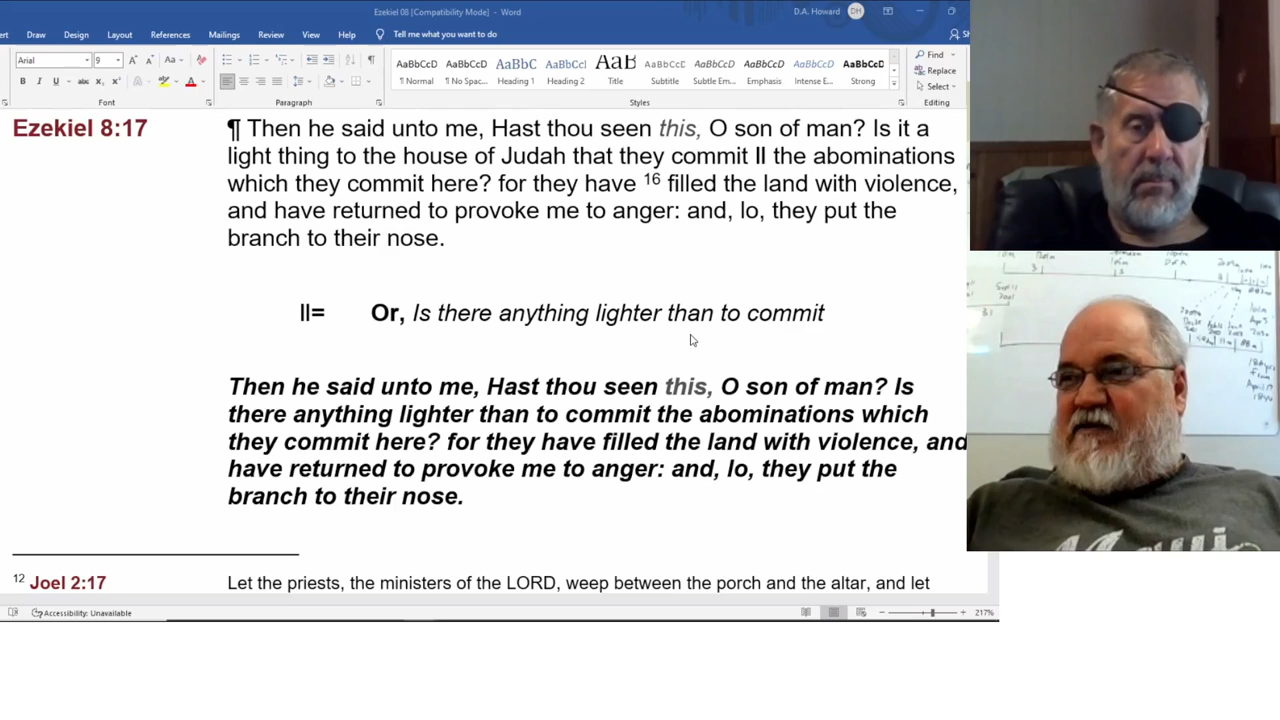 Ezekiel 08 [Compatibility Mode] - Word
D.A. Howard
DH
Draw Design Layout References Mailings Review View Help Tell me what you want to do
Arial 9 Aa
Find
Replace
Select
B I U abc x₂ x²
AaBbCcD AaBbCcD AaBbC AaBbCcl AaB AaBbCcD AaBbCcD AaBbCcD AaBbCcD AaBbCcD
¶ Normal ¶ No Spac... Heading 1 Heading 2 Title Subtitle Subtle Em... Emphasis Intense E... Strong
Font Paragraph Styles Editing
Ezekiel 8:17 ¶ Then he said unto me, Hast thou seen this, O son of man? Is it a
light thing to the house of Judah that they commit ll the abominations
which they commit here? for they have 16 filled the land with violence,
and have returned to provoke me to anger: and, lo, they put the
branch to their nose.
ll= Or, Is there anything lighter than to commit
Then he said unto me, Hast thou seen this, O son of man? Is
there anything lighter than to commit the abominations which
they commit here? for they have filled the land with violence, and
have returned to provoke me to anger: and, lo, they put the
branch to their nose.
12 Joel 2:17 Let the priests, the ministers of the LORD, weep between the porch and the altar, and let
Accessibility: Unavailable
217%